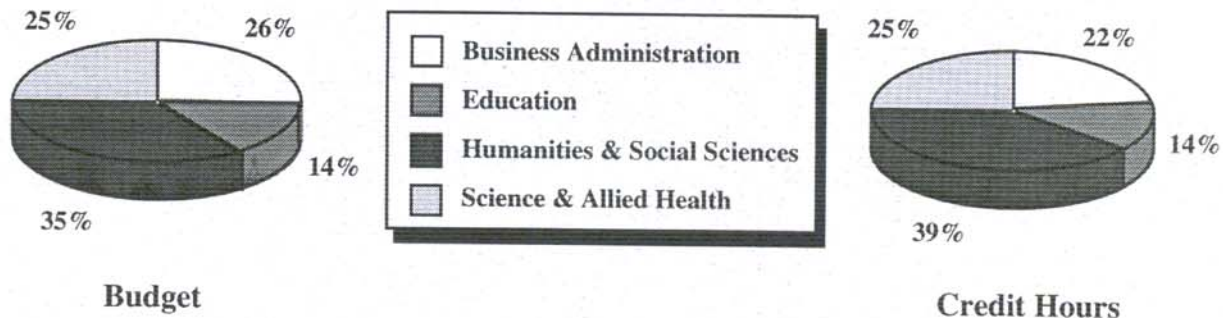 25%
26%
14%
35%
Budget
Business Administration
Education
Humanities & Social Sciences
Science & Allied Health
25%
22%
14%
39%
Credit Hours